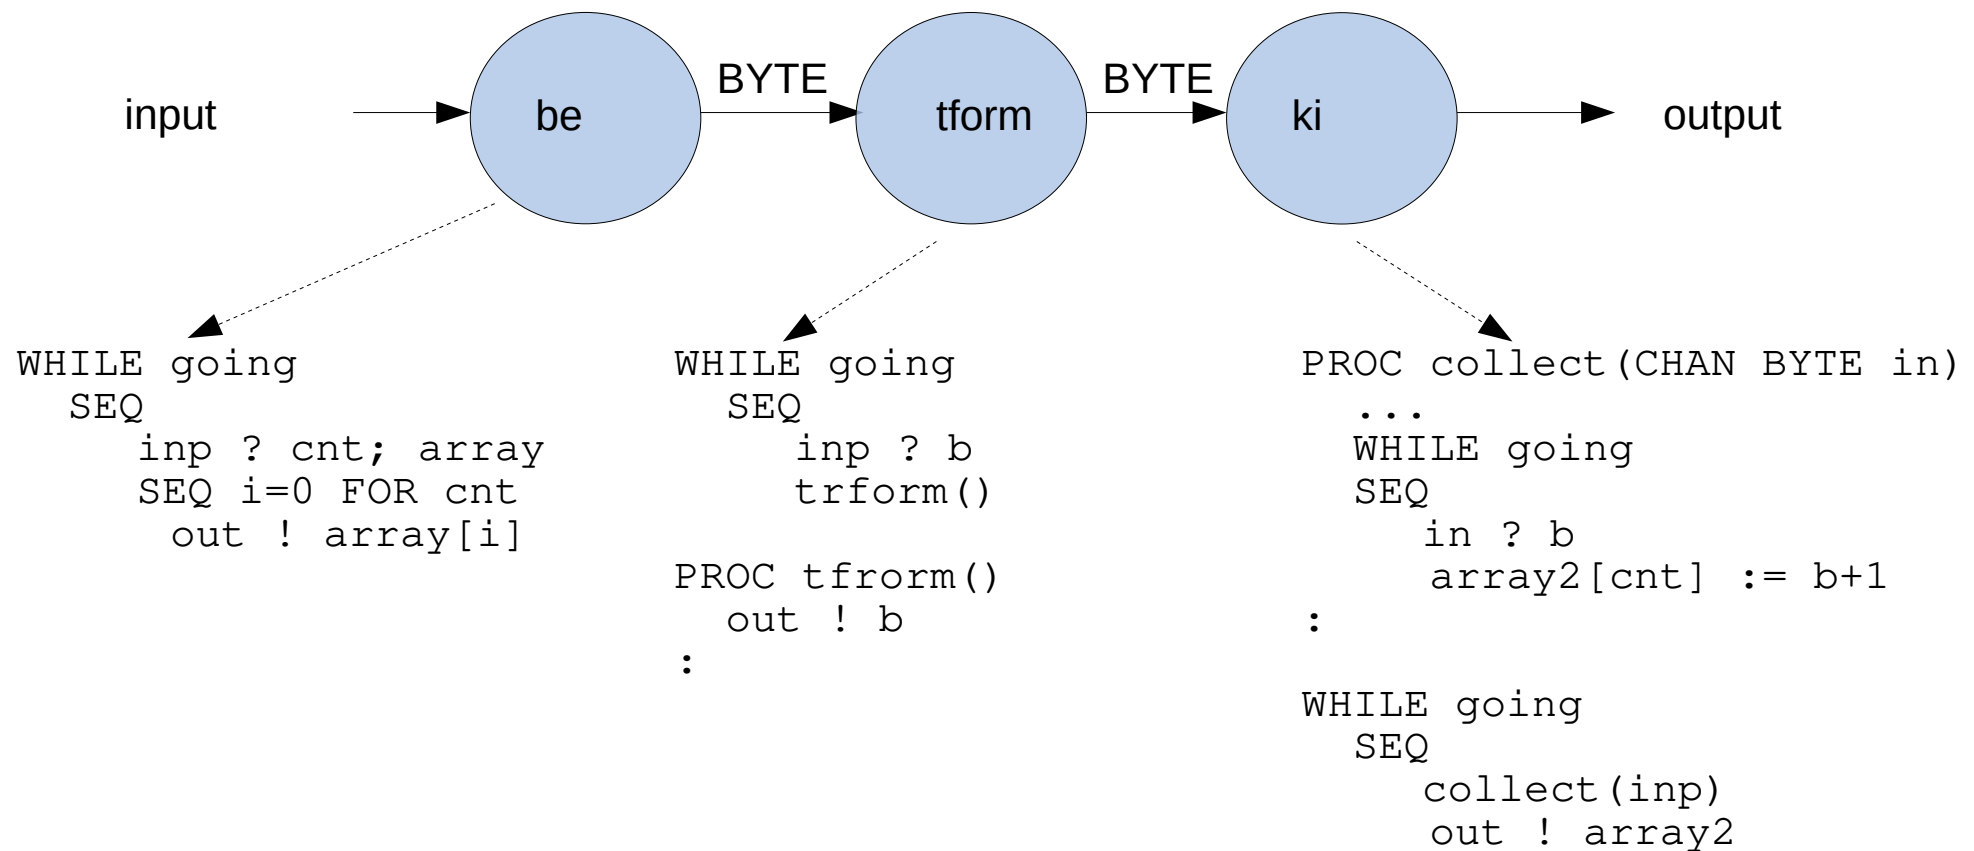 input
be
BYTE
tform
BYTE
ki
output
WHILE going
SEQ
inp ? cnt; array
SEQ i=0 FOR cnt
out ! array[i]
WHILE going
SEQ
inp ? b
trform()
PROC tfrorm()
out ! b
:
PROC collect(CHAN BYTE in)
...
WHILE going
SEQ
in ? b
array2[cnt] := b+1
:
WHILE going
SEQ
collect(inp)
out ! array2